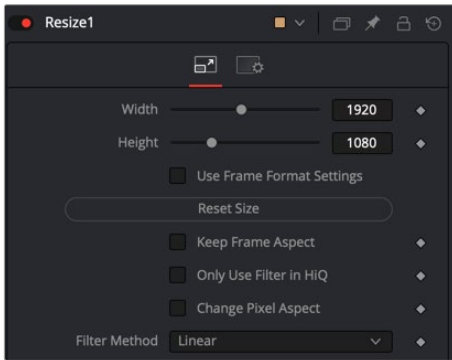 Resize1
Width 1920
Height 1080
Use Frame Format Settings
Reset Size
Keep Frame Aspect
Only Use Filter in HiQ
Change Pixel Aspect
Filter Method Linear